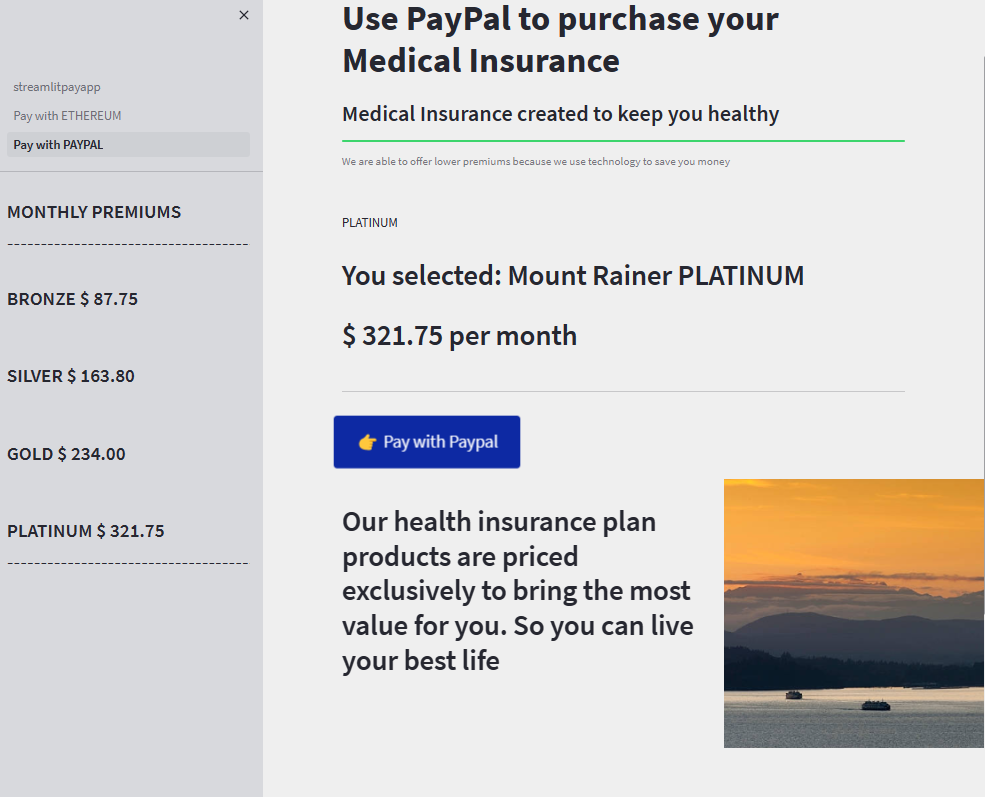 ×
streamlitpayapp
Pay with ETHEREUM
Pay with PAYPAL
MONTHLY PREMIUMS
------------------------------------
BRONZE $ 87.75
SILVER $ 163.80
GOLD $ 234.00
PLATINUM $ 321.75
------------------------------------
Use PayPal to purchase your
Medical Insurance
Medical Insurance created to keep you healthy
We are able to offer lower premiums because we use technology to save you money
PLATINUM
You selected: Mount Rainer PLATINUM
$ 321.75 per month
👉 Pay with Paypal
Our health insurance plan
products are priced
exclusively to bring the most
value for you. So you can live
your best life